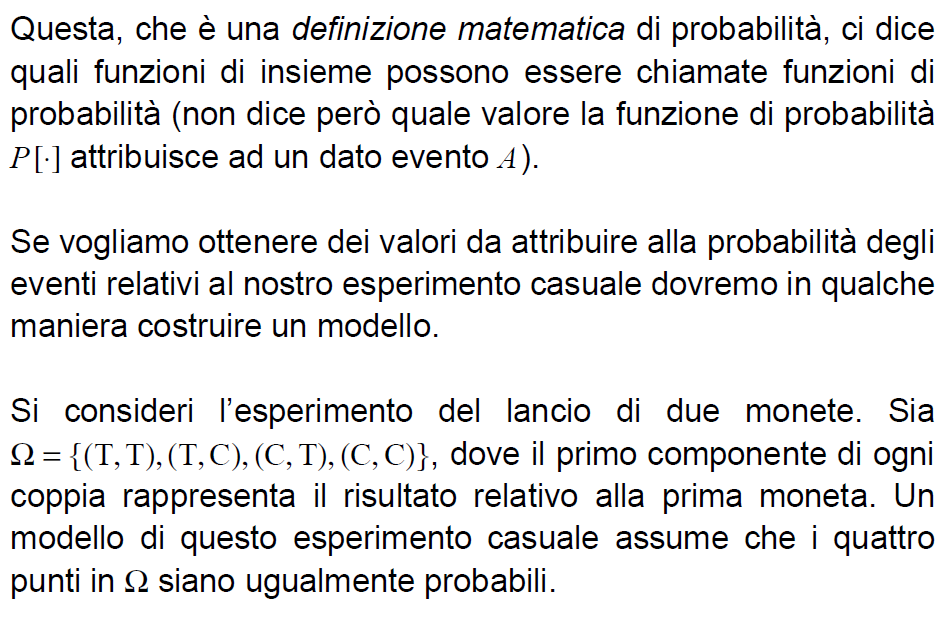 Questa, che è una definizione matematica di probabilità, ci dice
quali funzioni di insieme possono essere chiamate funzioni di
probabilità (non dice però quale valore la funzione di probabilità
P[·] attribuisce ad un dato evento A).
Se vogliamo ottenere dei valori da attribuire alla probabilità degli
eventi relativi al nostro esperimento casuale dovremo in qualche
maniera costruire un modello.
Si consideri l'esperimento del lancio di due monete. Sia
Ω = {(T, T), (T, C), (C, T), (C, C)}, dove il primo componente di ogni
coppia rappresenta il risultato relativo alla prima moneta. Un
modello di questo esperimento casuale assume che i quattro
punti in Ω siano ugualmente probabili.